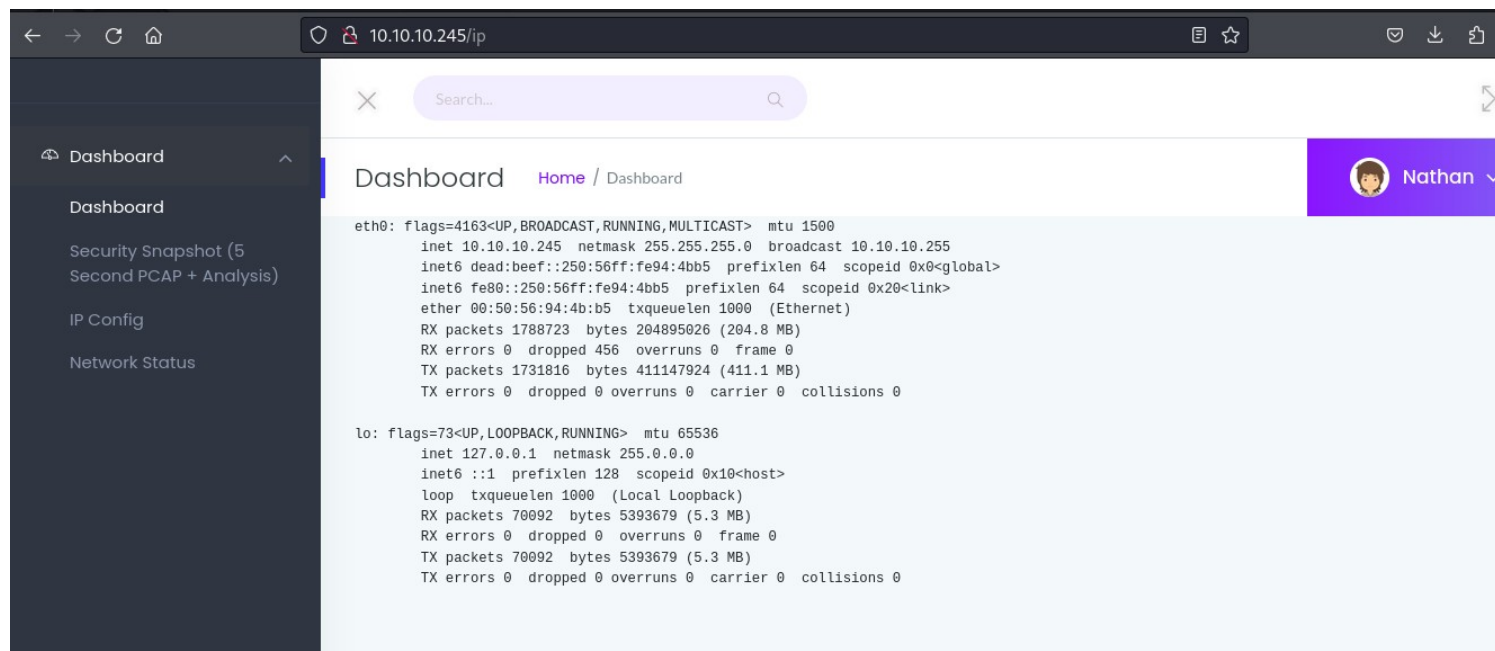 10.10.10.245/ip
Search...
Dashboard
Dashboard
Security Snapshot (5
Second PCAP + Analysis)
IP Config
Network Status
Dashboard Home / Dashboard
Nathan
eth0: flags=4163<UP,BROADCAST,RUNNING,MULTICAST>  mtu 1500
        inet 10.10.10.245  netmask 255.255.255.0  broadcast 10.10.10.255
        inet6 dead:beef::250:56ff:fe94:4bb5  prefixlen 64  scopeid 0x0<global>
        inet6 fe80::250:56ff:fe94:4bb5  prefixlen 64  scopeid 0x20<link>
        ether 00:50:56:94:4b:b5  txqueuelen 1000  (Ethernet)
        RX packets 1788723  bytes 204895026 (204.8 MB)
        RX errors 0  dropped 456  overruns 0  frame 0
        TX packets 1731816  bytes 411147924 (411.1 MB)
        TX errors 0  dropped 0 overruns 0  carrier 0  collisions 0
lo: flags=73<UP,LOOPBACK,RUNNING>  mtu 65536
        inet 127.0.0.1  netmask 255.0.0.0
        inet6 ::1  prefixlen 128  scopeid 0x10<host>
        loop  txqueuelen 1000  (Local Loopback)
        RX packets 70092  bytes 5393679 (5.3 MB)
        RX errors 0  dropped 0  overruns 0  frame 0
        TX packets 70092  bytes 5393679 (5.3 MB)
        TX errors 0  dropped 0 overruns 0  carrier 0  collisions 0